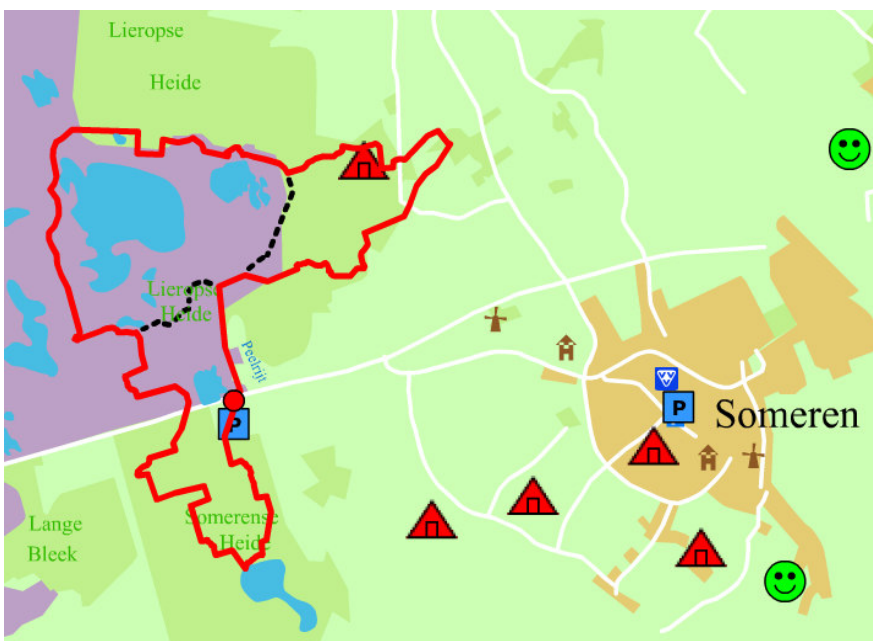 Lieropse
Heide
Lieropse
Heide
Peelrijt
P
P
Someren
Somerense
Heide
Lange
Bleek